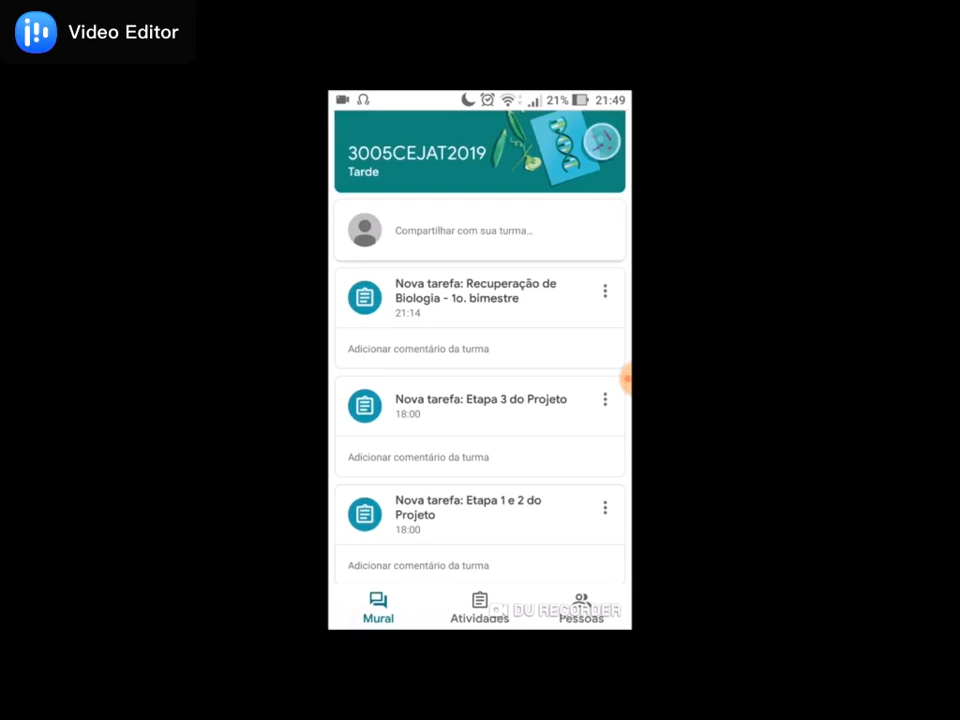 Video Editor
21% 21:49
3005CEJAT2019
Tarde
Compartilhar com sua turma...
Nova tarefa: Recuperação de
Biologia - 1o. bimestre
21:14
Adicionar comentário da turma
Nova tarefa: Etapa 3 do Projeto
18:00
Adicionar comentário da turma
Nova tarefa: Etapa 1 e 2 do
Projeto
18:00
Adicionar comentário da turma
DU RECORDER
Mural Atividades Pessoas